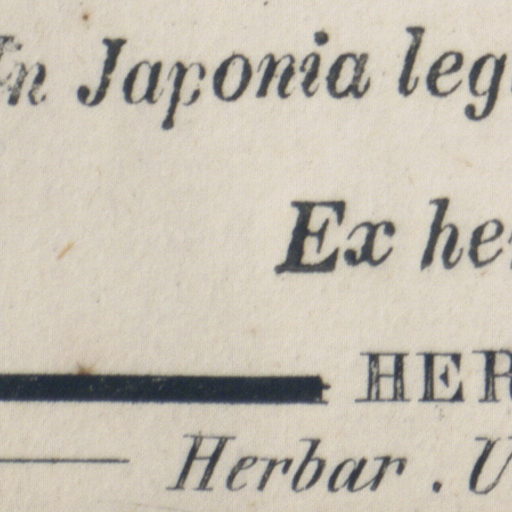 In Japonia leg
Ex he
HER
Herbar. U